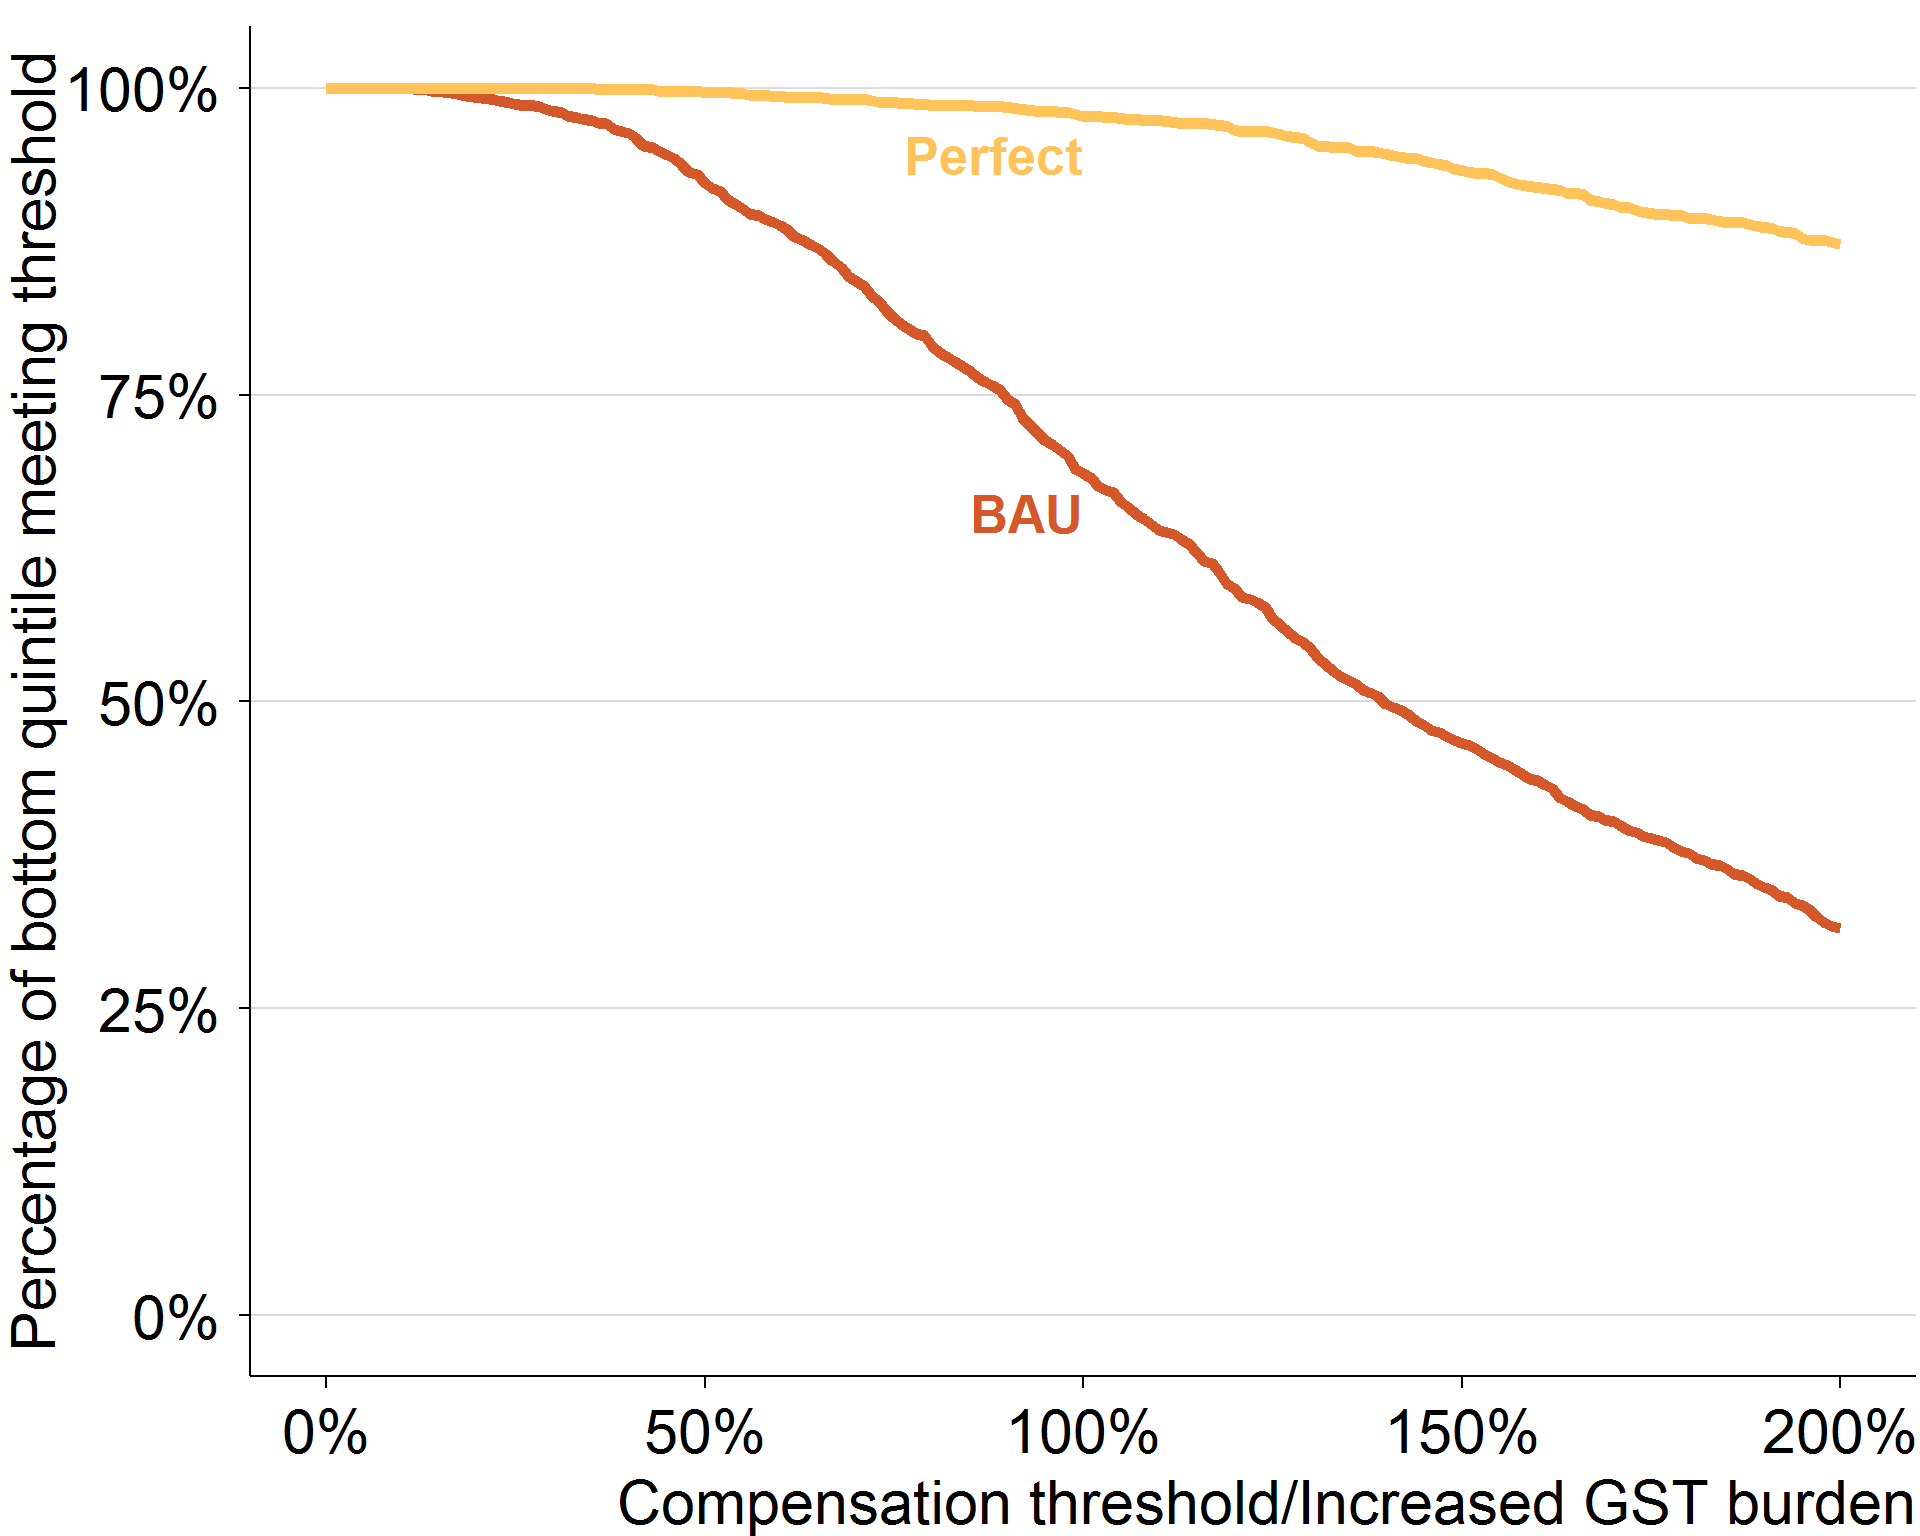 Percentage of bottom quintile meeting threshold
100%
75%
50%
25%
0%
Perfect
BAU
0% 50% 100% 150% 200%
Compensation threshold/Increased GST burden